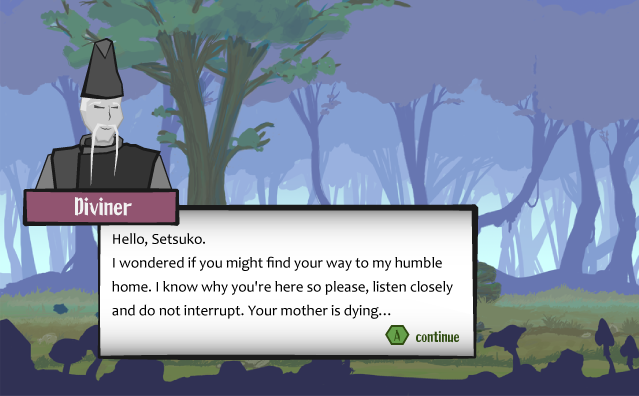 Diviner
Hello, Setsuko.
I wondered if you might find your way to my humble
home. I know why you're here so please, listen closely
and do not interrupt. Your mother is dying...
A continue